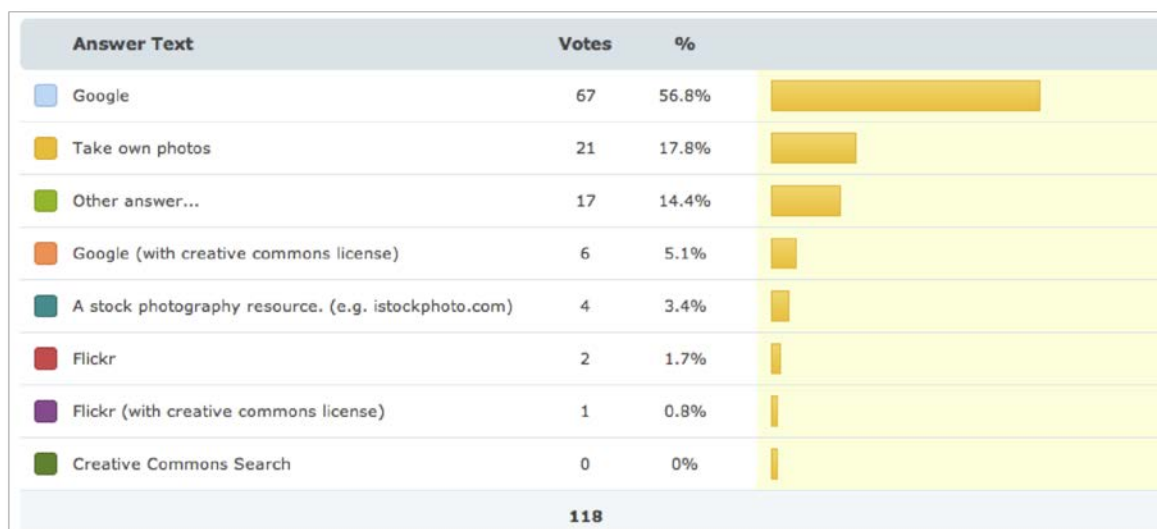 Answer Text Votes %
Google 67 56.8%
Take own photos 21 17.8%
Other answer... 17 14.4%
Google (with creative commons license) 6 5.1%
A stock photography resource. (e.g. istockphoto.com) 4 3.4%
Flickr 2 1.7%
Flickr (with creative commons license) 1 0.8%
Creative Commons Search 0 0%
118